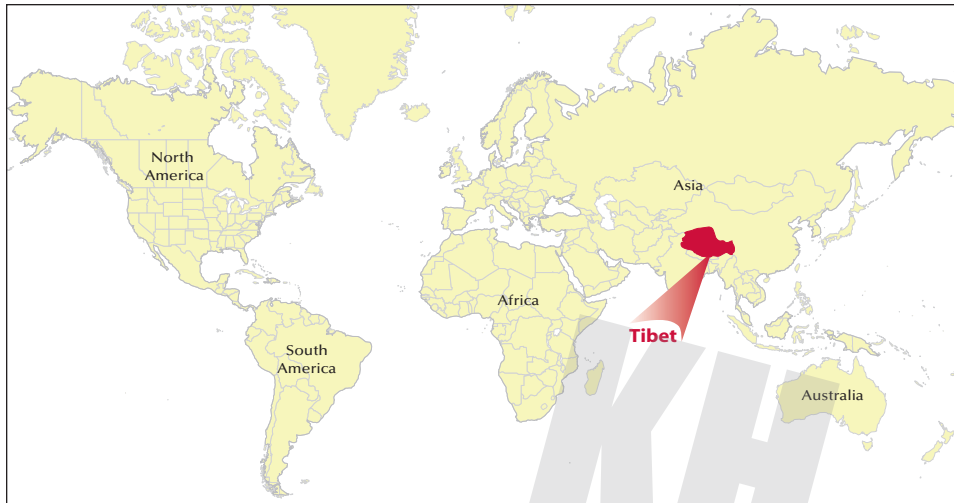 North
America
Asia
Africa
Tibet
South
America
Australia
KH